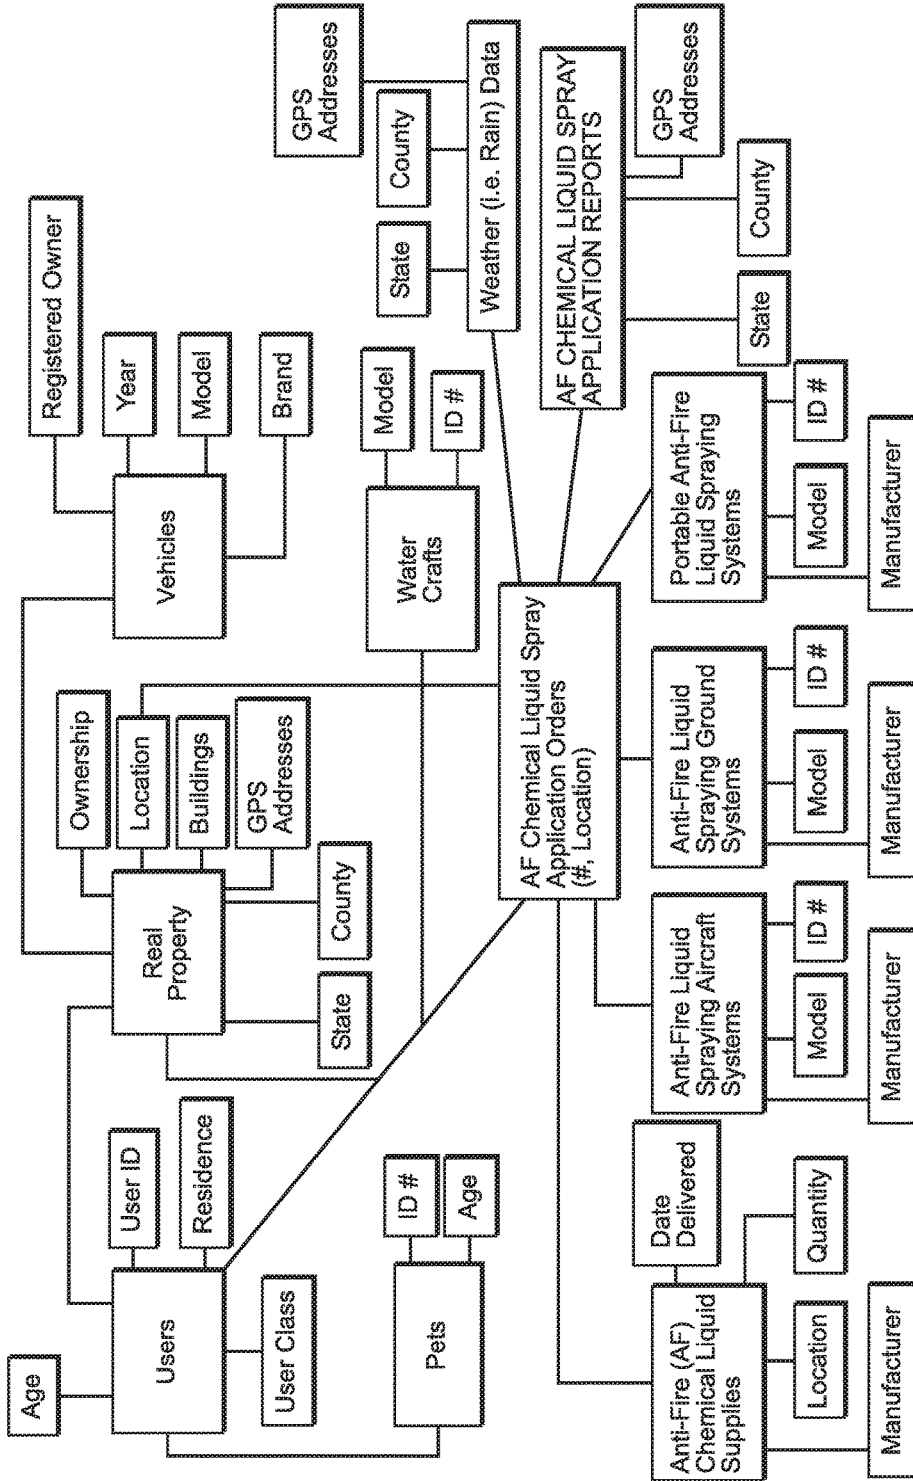 Age
Users
User ID
Residence
User Class
Pets
ID #
Age
Real
Property
Ownership
Location
Buildings
GPS
Addresses
State
County
Vehicles
Registered Owner
Year
Model
Brand
Water
Crafts
Model
ID #
State
County
GPS
Addresses
Weather (i.e. Rain) Data
AF Chemical Liquid Spray
Application Orders
(#, Location)
AF CHEMICAL LIQUID SPRAY
APPLICATION REPORTS
State
County
GPS
Addresses
Anti-Fire (AF)
Chemical Liquid
Supplies
Date
Delivered
Location
Quantity
Manufacturer
Anti-Fire Liquid
Spraying Aircraft
Systems
Model
ID #
Manufacturer
Anti-Fire Liquid
Spraying Ground
Systems
Model
ID #
Manufacturer
Portable Anti-Fire
Liquid Spraying
Systems
Model
ID #
Manufacturer